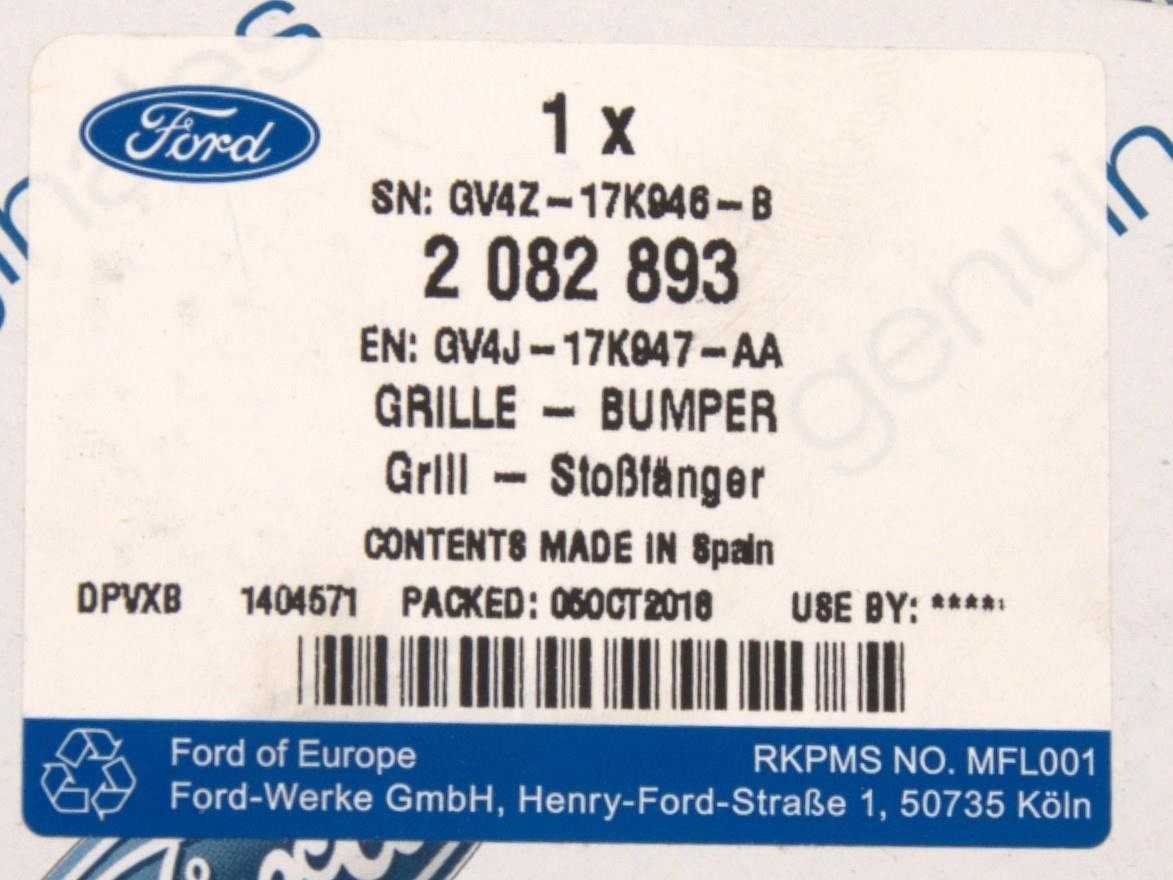 Ford
1 x
SN: GV4Z-17K946-B
2 082 893
EN: GV4J-17K947-AA
GRILLE - BUMPER
Grill - Stoßfänger
CONTENTS MADE IN Spain
DPVXB 1404571 PACKED: 05OCT2016 USE BY: ****
Ford of Europe
RKPMS NO. MFL001
Ford-Werke GmbH, Henry-Ford-Straße 1, 50735 Köln
genuin